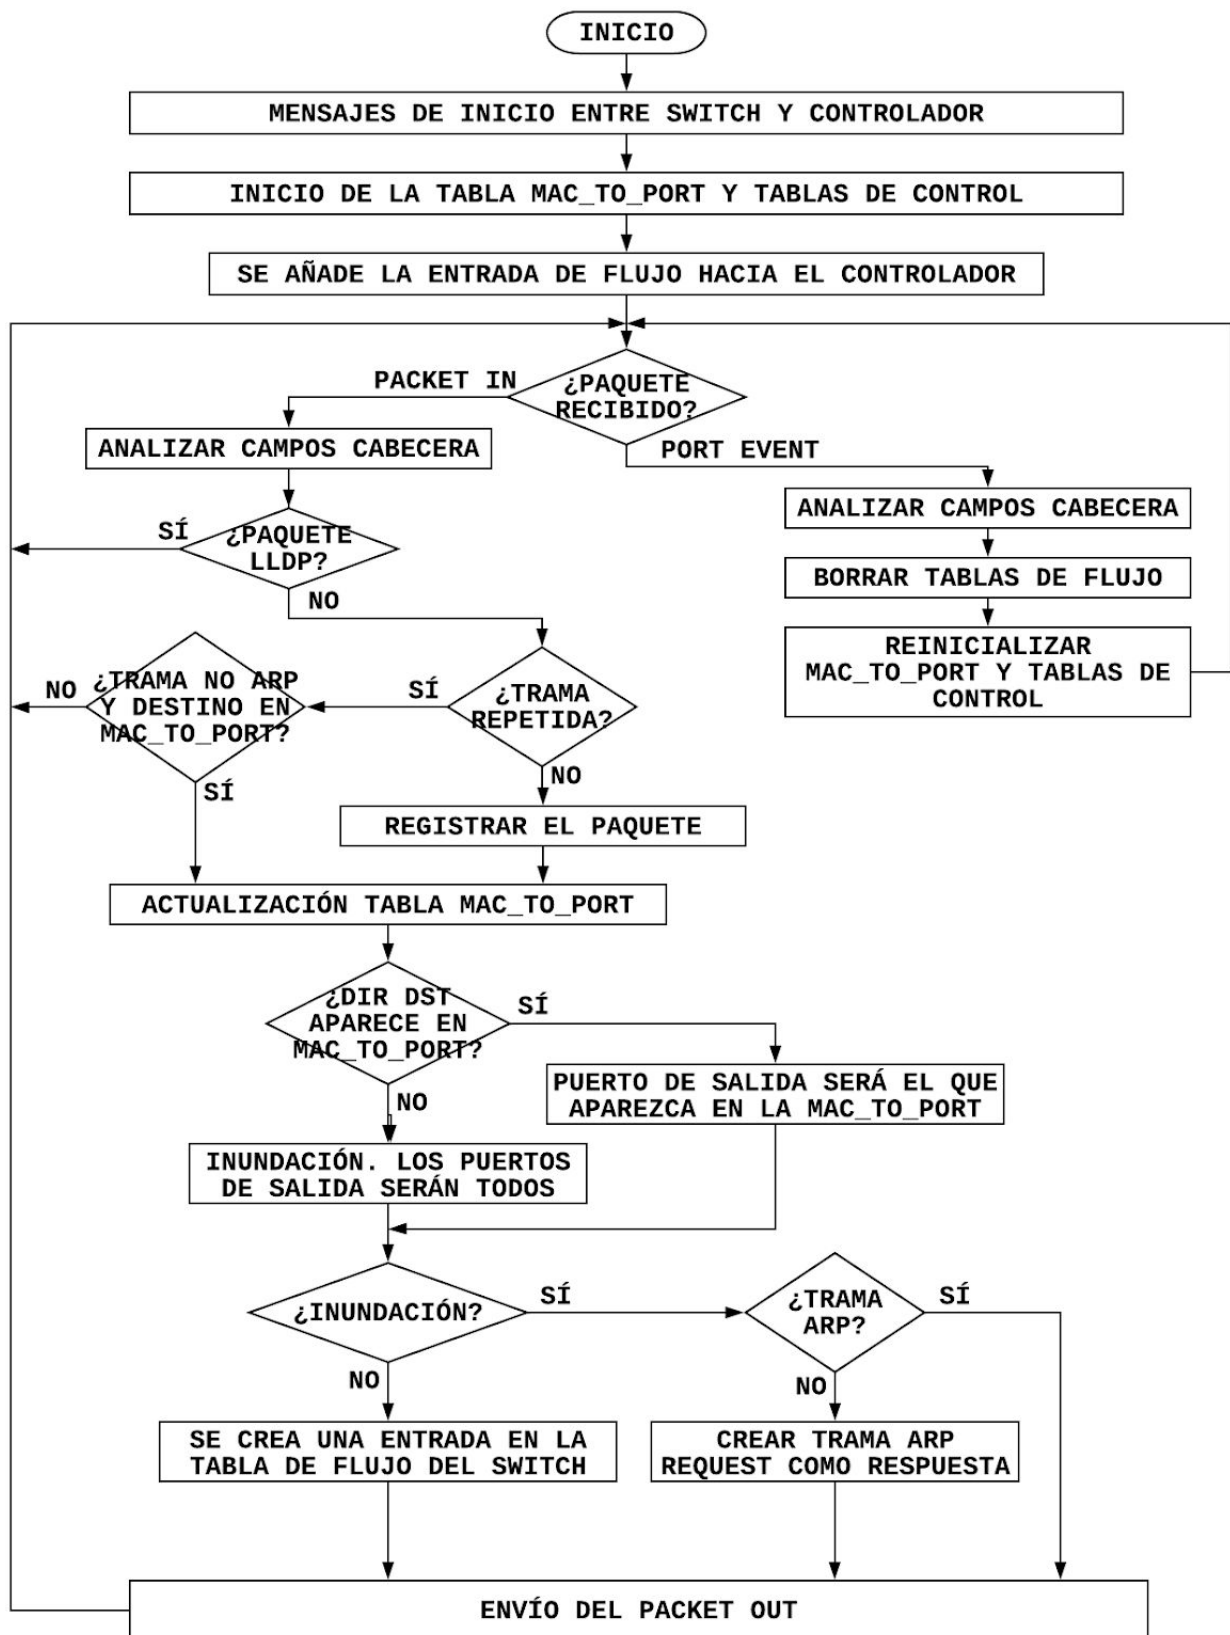 INICIO
MENSAJES DE INICIO ENTRE SWITCH Y CONTROLADOR
INICIO DE LA TABLA MAC_TO_PORT Y TABLAS DE CONTROL
SE AÑADE LA ENTRADA DE FLUJO HACIA EL CONTROLADOR
PACKET IN
¿PAQUETE
RECIBIDO?
PORT EVENT
ANALIZAR CAMPOS CABECERA
SÍ
¿PAQUETE
LLDP?
NO
ANALIZAR CAMPOS CABECERA
BORRAR TABLAS DE FLUJO
REINICIALIZAR
MAC_TO_PORT Y TABLAS DE
CONTROL
NO
¿TRAMA NO ARP
Y DESTINO EN
MAC_TO_PORT?
SÍ
SÍ
¿TRAMA
REPETIDA?
NO
REGISTRAR EL PAQUETE
ACTUALIZACIÓN TABLA MAC_TO_PORT
¿DIR DST
APARECE EN
MAC_TO_PORT?
SÍ
NO
PUERTO DE SALIDA SERÁ EL QUE
APAREZCA EN LA MAC_TO_PORT
INUNDACIÓN. LOS PUERTOS
DE SALIDA SERÁN TODOS
¿INUNDACIÓN?
SÍ
NO
¿TRAMA
ARP?
SÍ
NO
SE CREA UNA ENTRADA EN LA
TABLA DE FLUJO DEL SWITCH
CREAR TRAMA ARP
REQUEST COMO RESPUESTA
ENVÍO DEL PACKET OUT